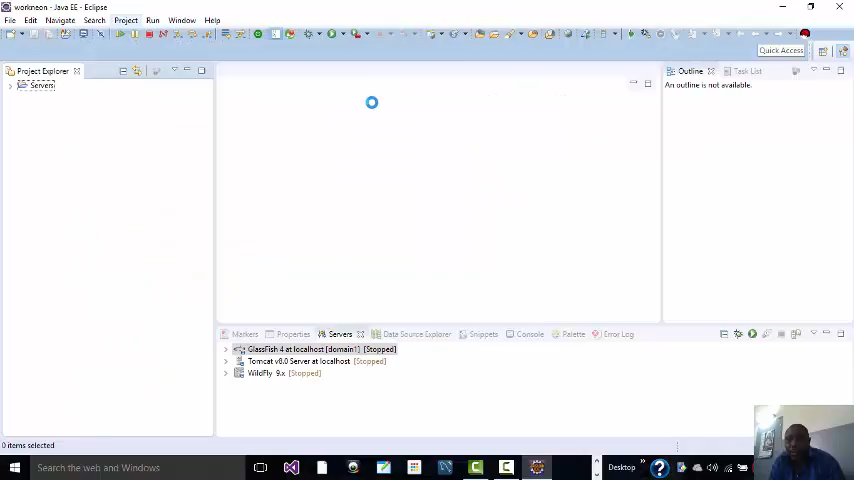 workneon - Java EE - Eclipse
File Edit Navigate Search Project Run Window Help
Quick Access
Project Explorer
Servers
Outline Task List
An outline is not available.
Markers Properties Servers Data Source Explorer Snippets Console Palette Error Log
GlassFish 4 at localhost [domain1] [Stopped]
Tomcat v8.0 Server at localhost [Stopped]
WildFly 9.x [Stopped]
0 items selected
Search the web and Windows
Desktop